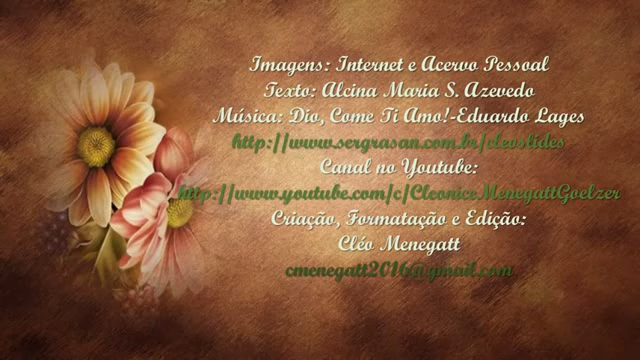 Imagens: Internet e Acervo Pessoal
Texto: Alcina Maria S. Azevedo
Música: Dio, Come Ti Amo!-Eduardo Lages
http://www.sergrasan.com.br/cleoslides
Canal no Youtube:
http://www.youtube.com/c/CleoniceMenegattGoelzer
Criação, Formatação e Edição:
Cléo Menegatt
cmenegatt2016@gmail.com